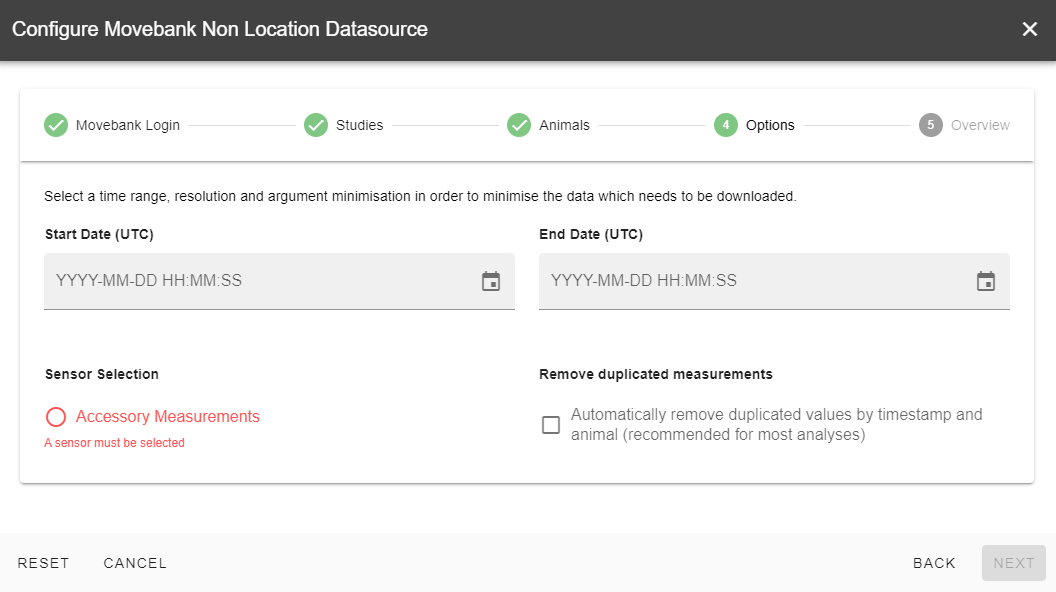 Configure Movebank Non Location Datasource
Movebank Login
Studies
Animals
4 Options
5 Overview
Select a time range, resolution and argument minimisation in order to minimise the data which needs to be downloaded.
Start Date (UTC)
End Date (UTC)
YYYY-MM-DD HH:MM:SS
YYYY-MM-DD HH:MM:SS
Sensor Selection
Remove duplicated measurements
Accessory Measurements
A sensor must be selected
Automatically remove duplicated values by timestamp and
animal (recommended for most analyses)
RESET
CANCEL
BACK
NEXT